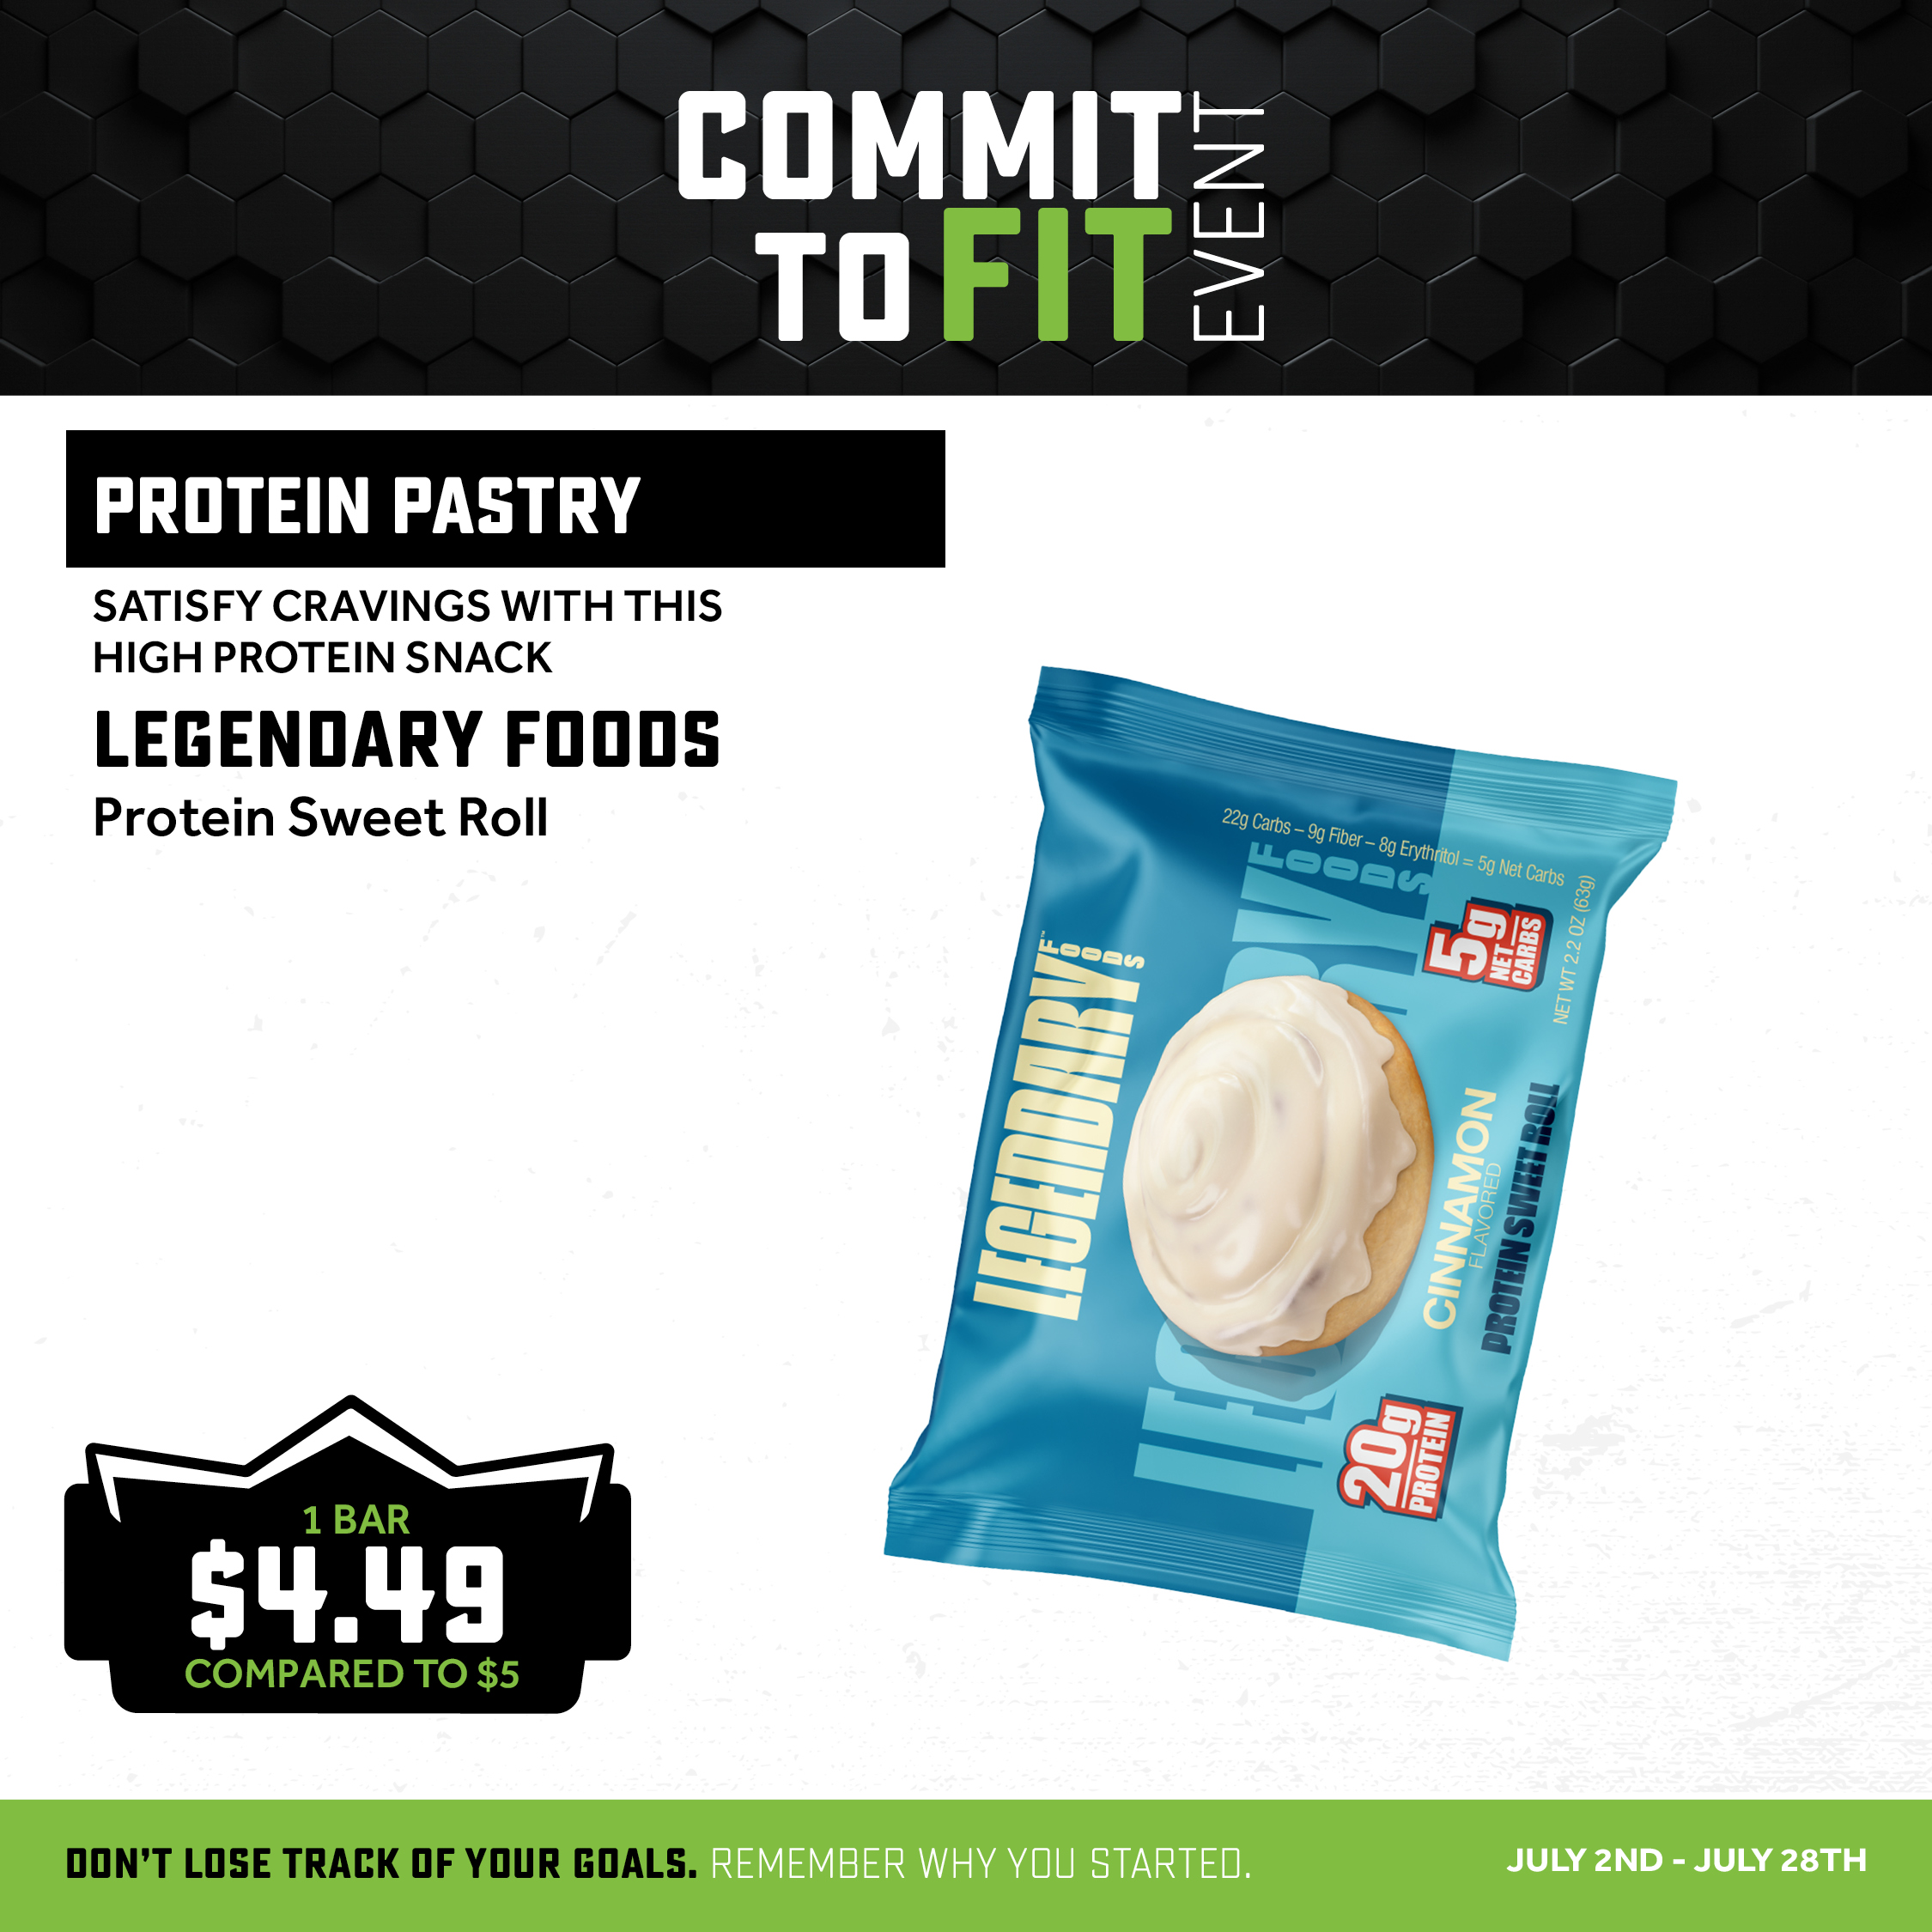 COMMIT
TO FIT
EVENT
PROTEIN PASTRY
SATISFY CRAVINGS WITH THIS
HIGH PROTEIN SNACK
LEGENDARY FOODS
Protein Sweet Roll
22g Carbs – 9g Fiber – 8g Erythritol = 5g Net Carbs
LEGENDARY FOODS™
LEGENDARY FOODS
5g
NET
CARBS
NET WT 2.2 OZ (63g)
CINNAMON
FLAVORED
PROTEIN SWEET ROLL
20g
PROTEIN
1 BAR
$4.49
COMPARED TO $5
DON'T LOSE TRACK OF YOUR GOALS. REMEMBER WHY YOU STARTED.
JULY 2ND - JULY 28TH